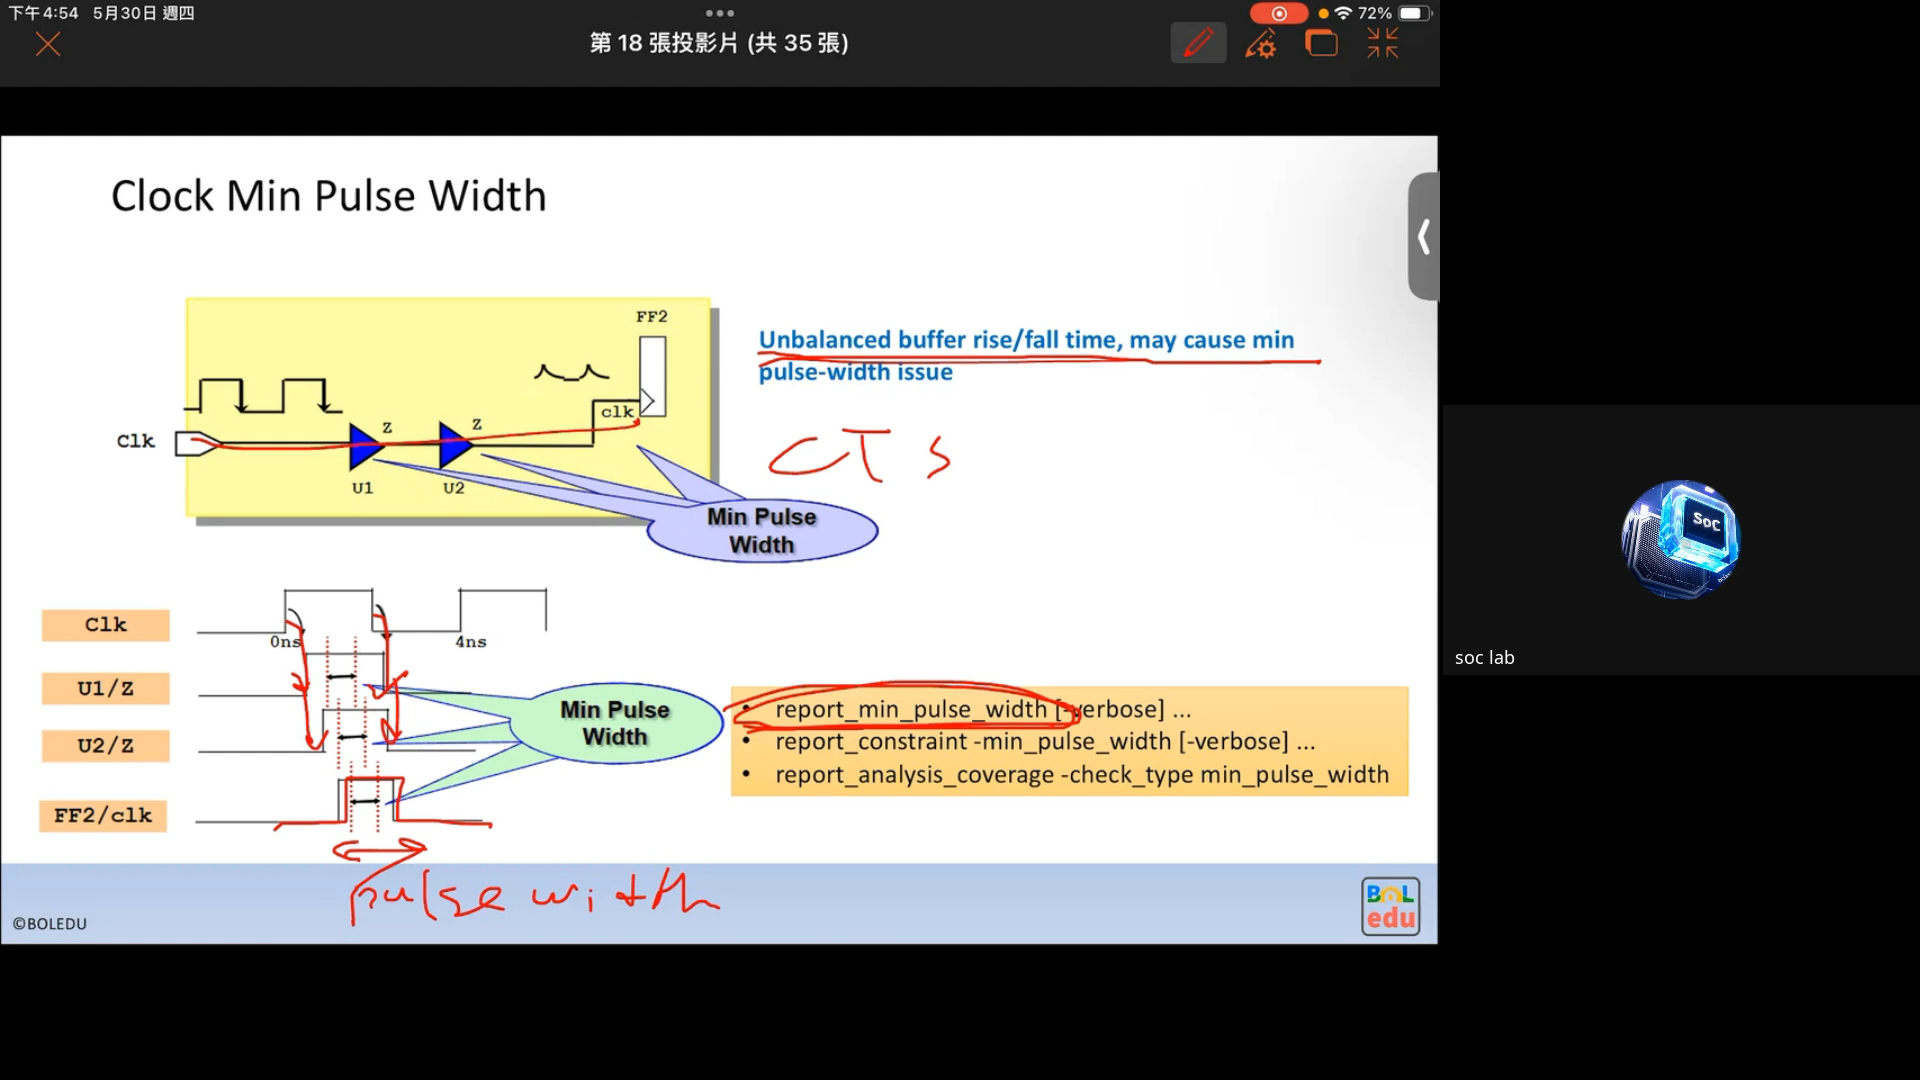 下午4:54 5月30日 週四
72%
第 18 張投影片 (共 35 張)
Clock Min Pulse Width
FF2
Unbalanced buffer rise/fall time, may cause min
pulse-width issue
clk
Clk
Z
Z
U1
U2
CTS
Min Pulse
Width
Clk
0ns
4ns
U1/Z
U2/Z
FF2/clk
Min Pulse
Width
• report_min_pulse_width [-verbose] ...
• report_constraint -min_pulse_width [-verbose] ...
• report_analysis_coverage -check_type min_pulse_width
pulse width
©BOLEDU
BOL
edu
SoC
soc lab